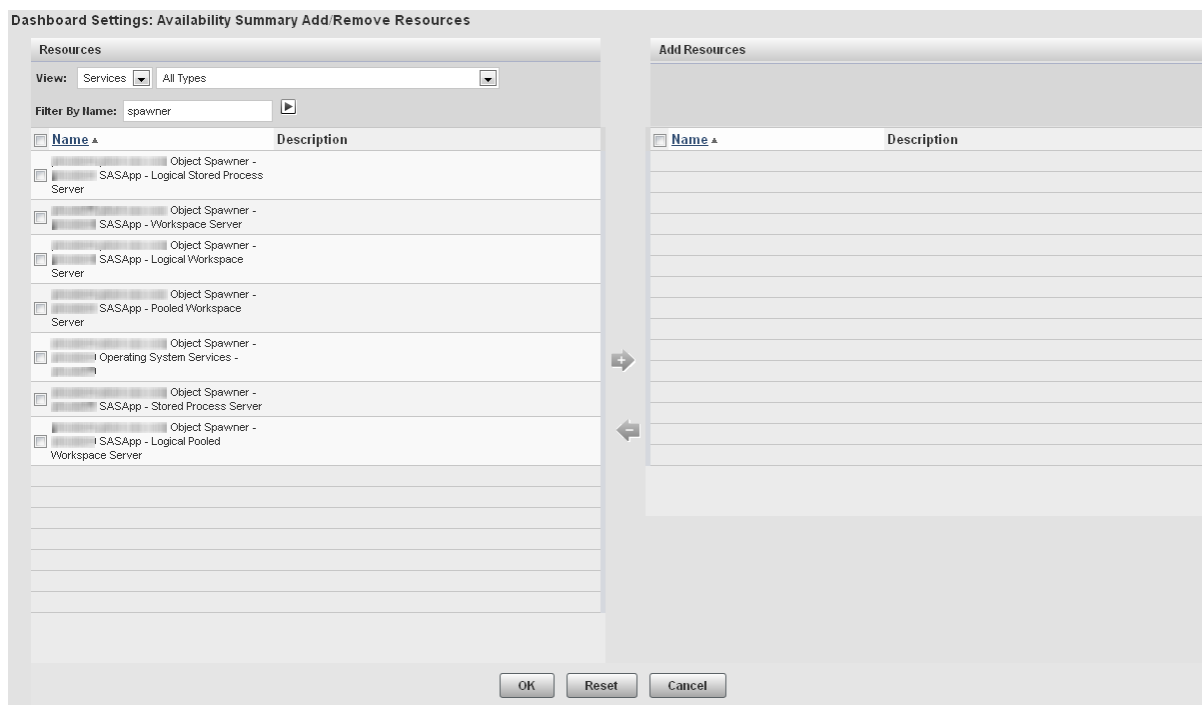 Dashboard Settings: Availability Summary Add/Remove Resources
Resources
View: Services All Types
Filter By Name: spawner
Name Description
Object Spawner -
SASApp - Logical Stored Process
Server
Object Spawner -
SASApp - Workspace Server
Object Spawner -
SASApp - Logical Workspace
Server
Object Spawner -
SASApp - Pooled Workspace
Server
Object Spawner -
Operating System Services -
Object Spawner -
SASApp - Stored Process Server
Object Spawner -
SASApp - Logical Pooled
Workspace Server
Add Resources
Name Description
OK Reset Cancel